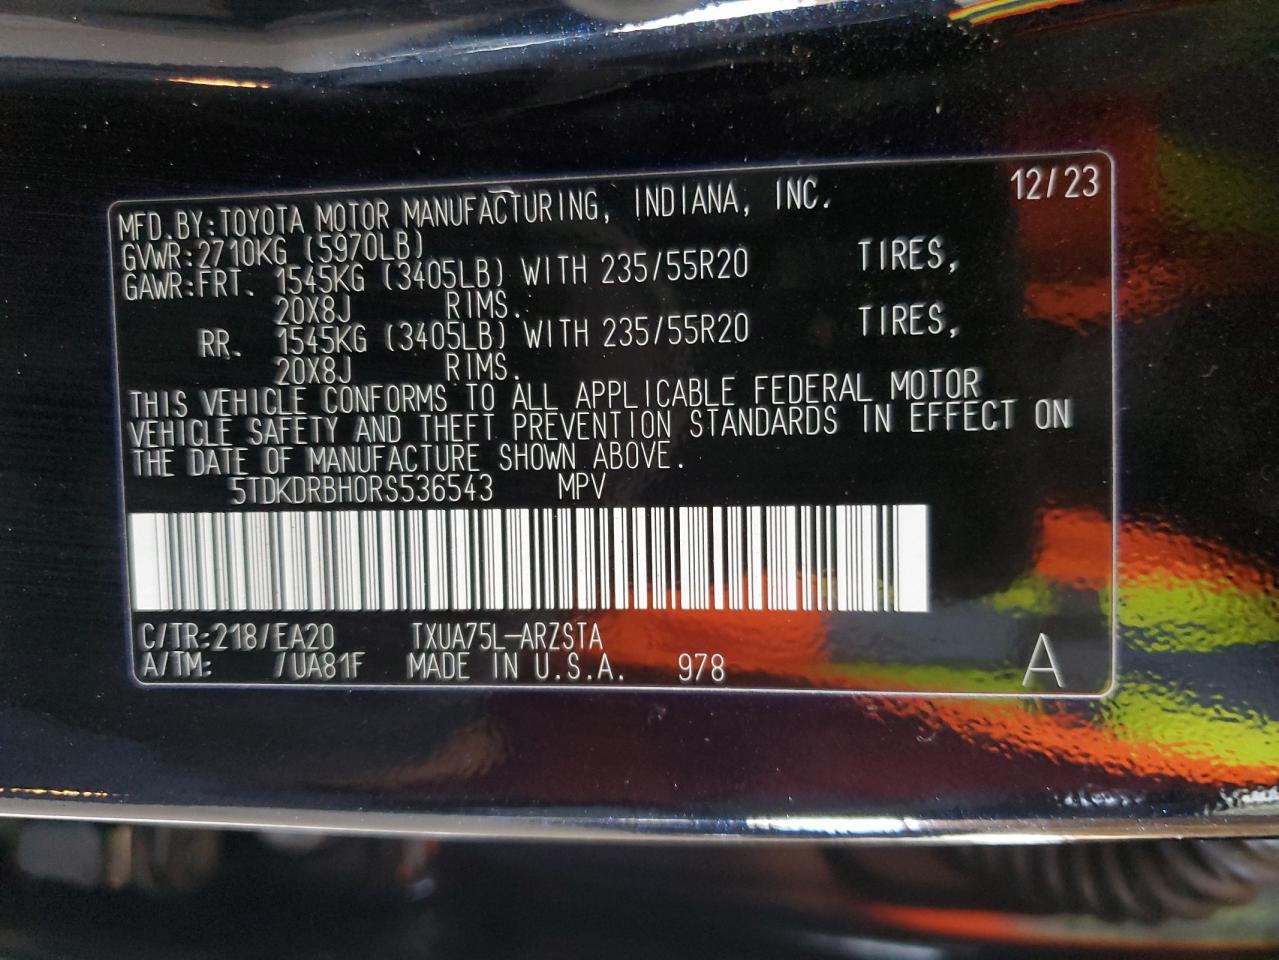 12/23
MFD.BY:TOYOTA MOTOR MANUFACTURING, INDIANA, INC.
GVWR:2710KG (5970LB)
GAWR:FRT. 1545KG (3405LB) WITH 235/55R20 TIRES,
20X8J RIMS.
RR. 1545KG (3405LB) WITH 235/55R20 TIRES,
20X8J RIMS.
THIS VEHICLE CONFORMS TO ALL APPLICABLE FEDERAL MOTOR
VEHICLE SAFETY AND THEFT PREVENTION STANDARDS IN EFFECT ON
THE DATE OF MANUFACTURE SHOWN ABOVE.
5TDKDRBH0RS536543 MPV
C/TR:218/EA20 TXUA75L-ARZSTA
A/TM: /UA81F MADE IN U.S.A. 978 A